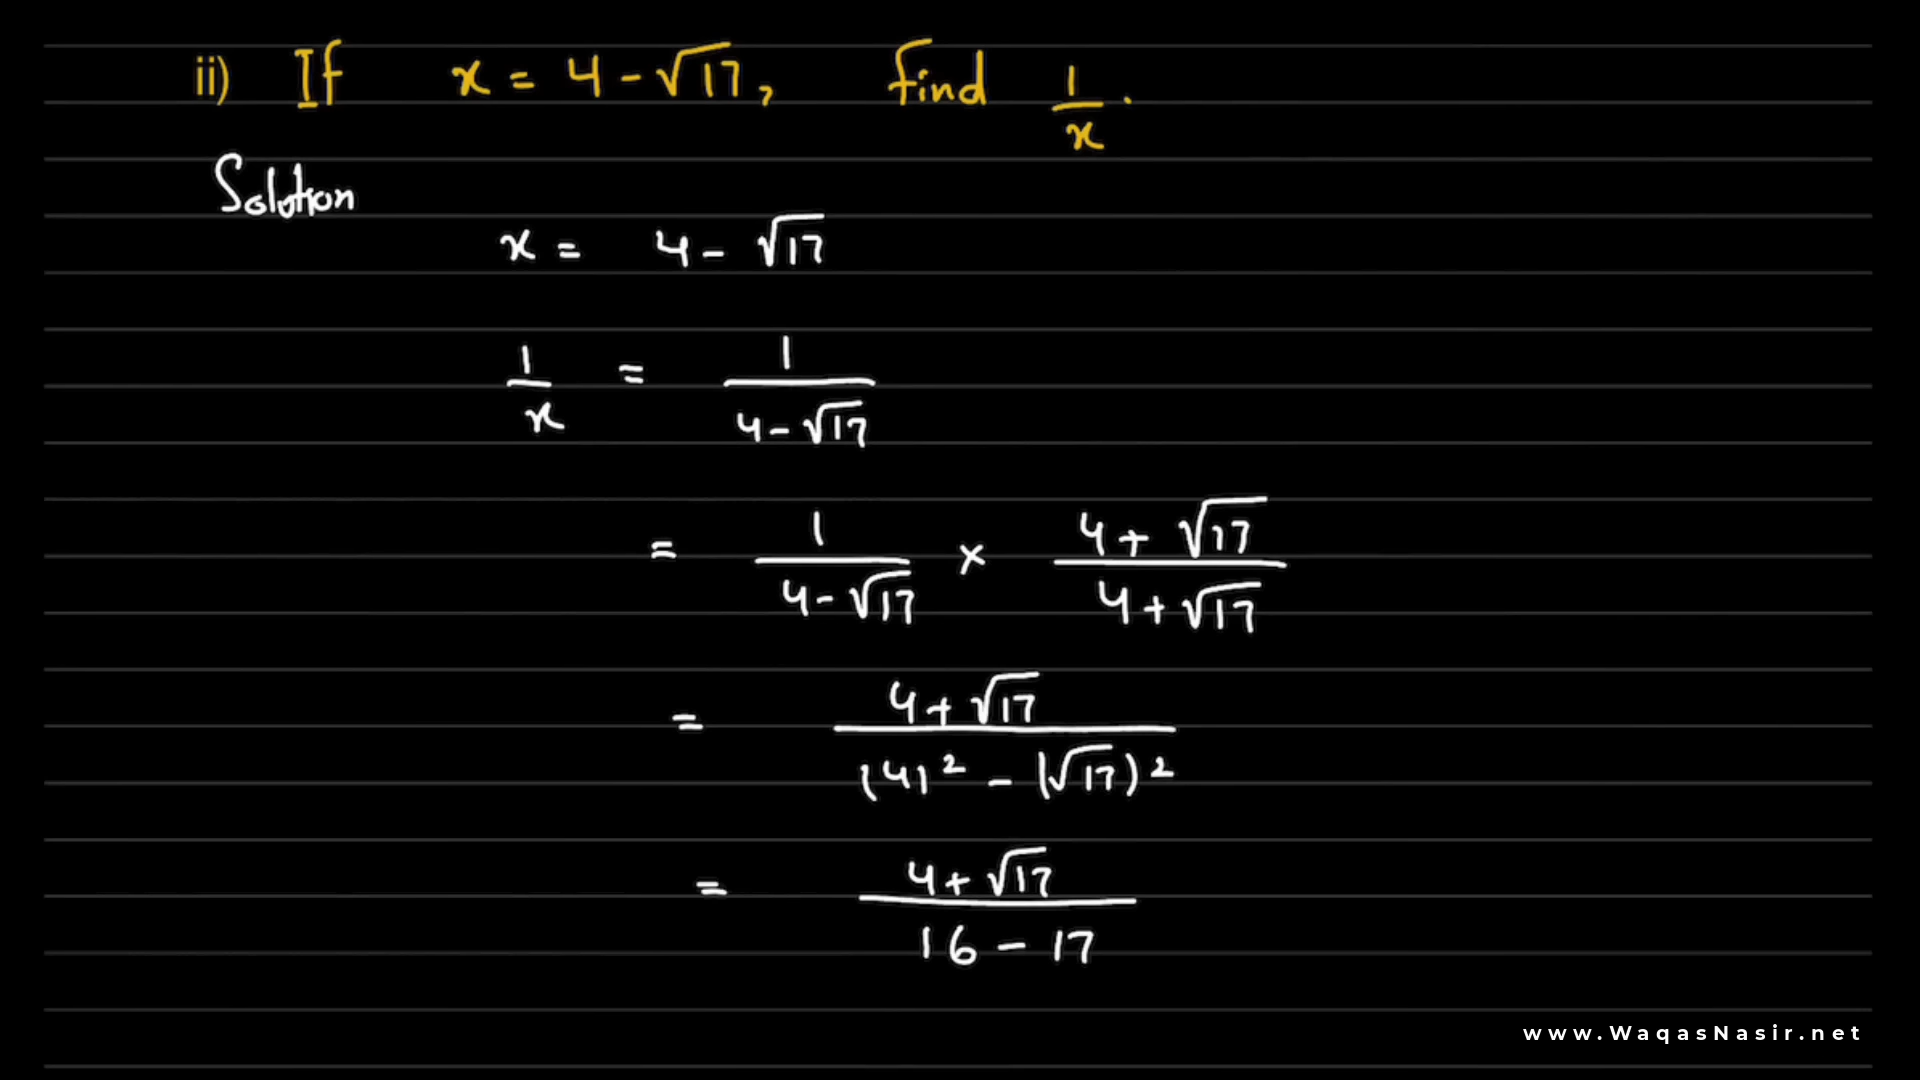 ii) If x = 4 - √17, find 1/x.
Solution
x = 4 - √17
1/x = 1/(4 - √17)
= 1/(4 - √17) × (4 + √17)/(4 + √17)
= (4 + √17)/((4)² - (√17)²)
= (4 + √17)/(16 - 17)
www.WaqasNasir.net